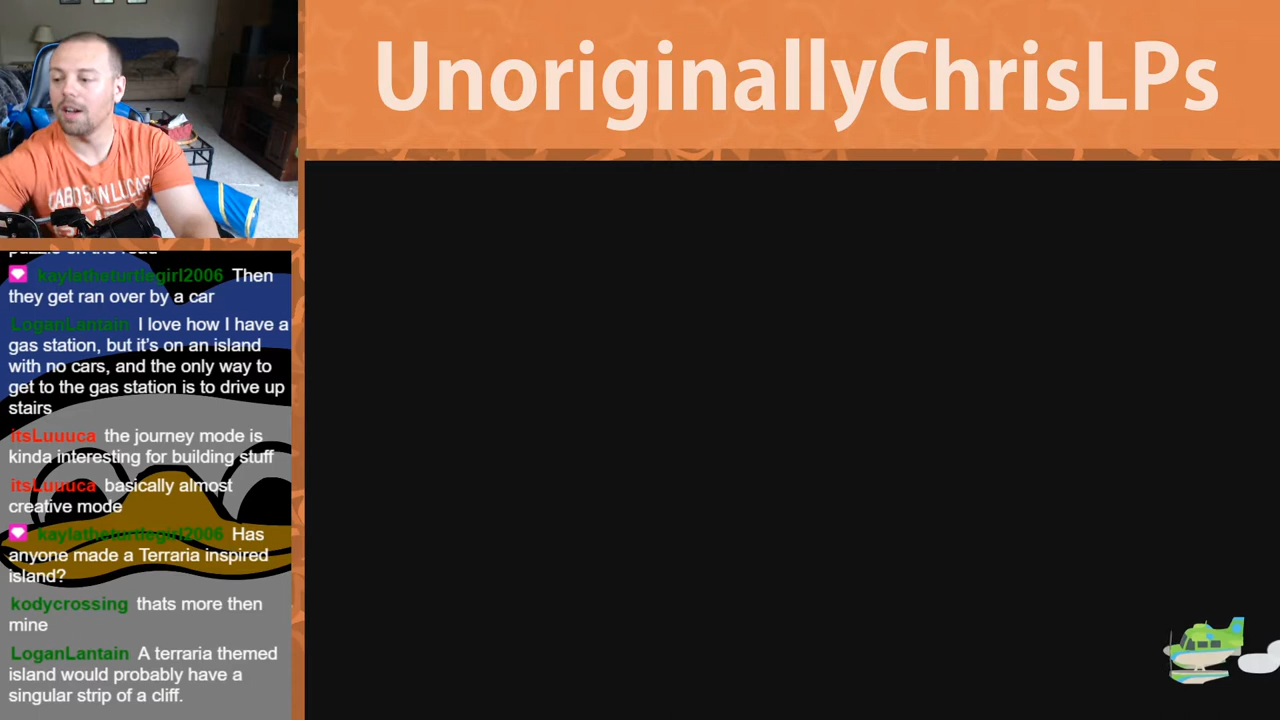 UnoriginallyChrisLPs
CABO SAN LUCAS
kaylatheturtlegirl2006 Then
they get ran over by a car
LoganLantain I love how I have a
gas station, but it's on an island
with no cars, and the only way to
get to the gas station is to drive up
stairs
itsLuuuca the journey mode is
kinda interesting for building stuff
itsLuuuca basically almost
creative mode
kaylatheturtlegirl2006 Has
anyone made a Terraria inspired
island?
kodycrossing thats more then
mine
LoganLantain A terraria themed
island would probably have a
singular strip of a cliff.